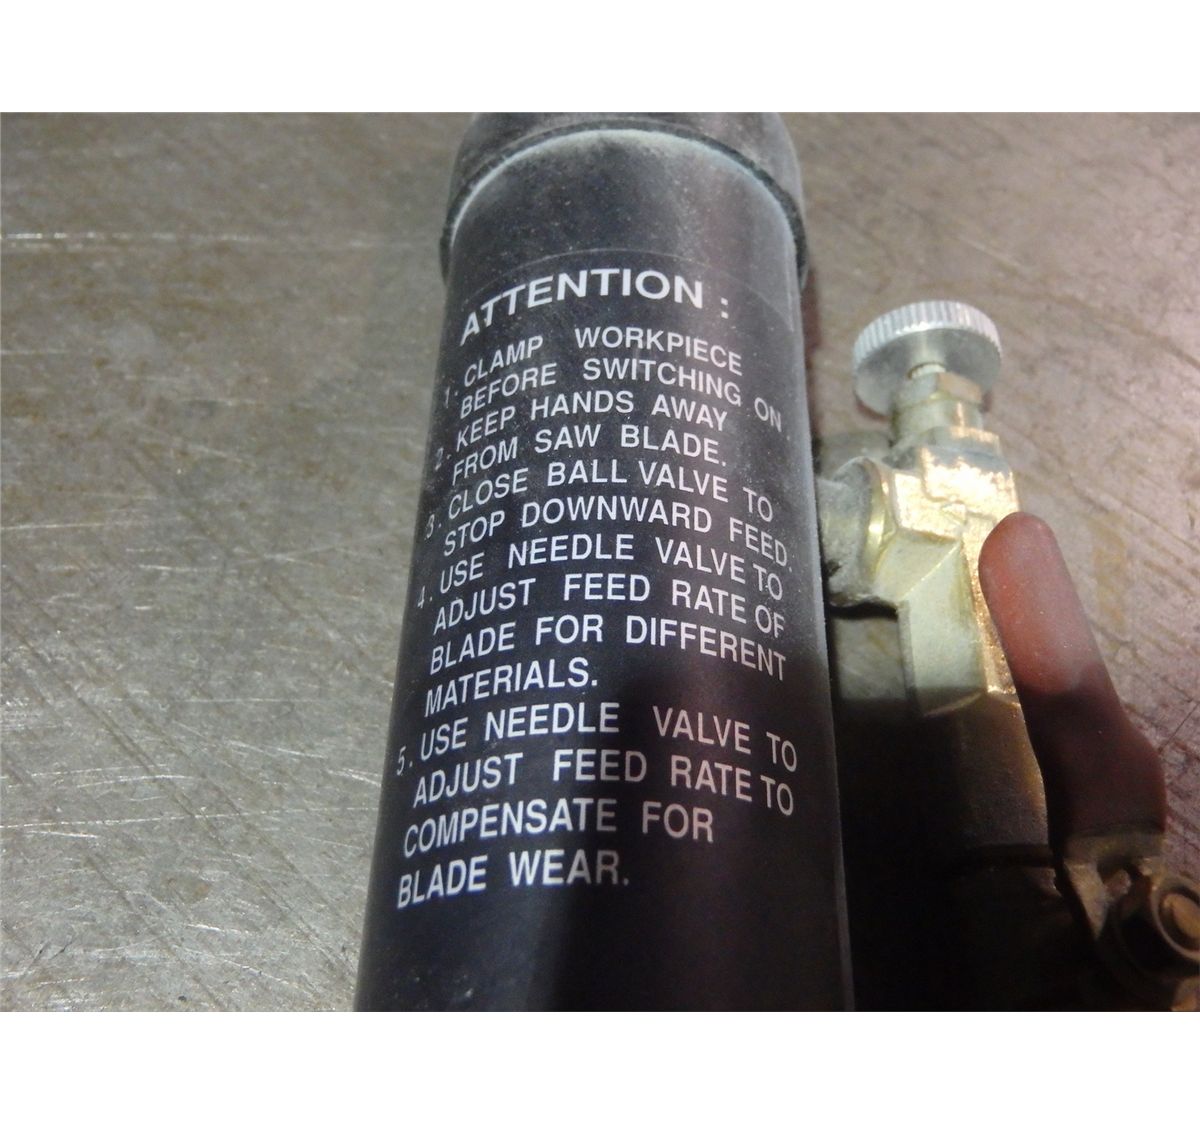 ATTENTION :
1. CLAMP WORKPIECE
BEFORE SWITCHING ON.
2. KEEP HANDS AWAY
FROM SAW BLADE.
3. CLOSE BALL VALVE TO
STOP DOWNWARD FEED.
4. USE NEEDLE VALVE TO
ADJUST FEED RATE OF
BLADE FOR DIFFERENT
MATERIALS.
5. USE NEEDLE VALVE TO
ADJUST FEED RATE TO
COMPENSATE FOR
BLADE WEAR.